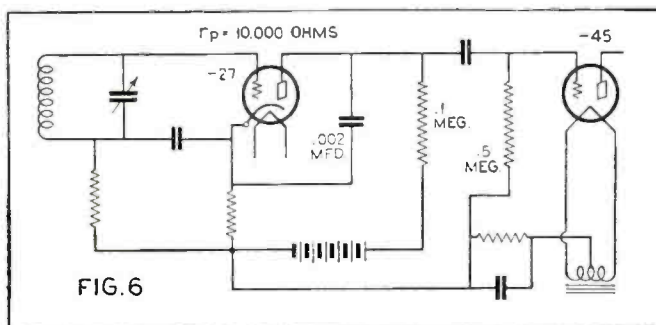 rp = 10,000 OHMS
-27
-45
.002
MFD.
.1
MEG.
.5
MEG.
FIG.6